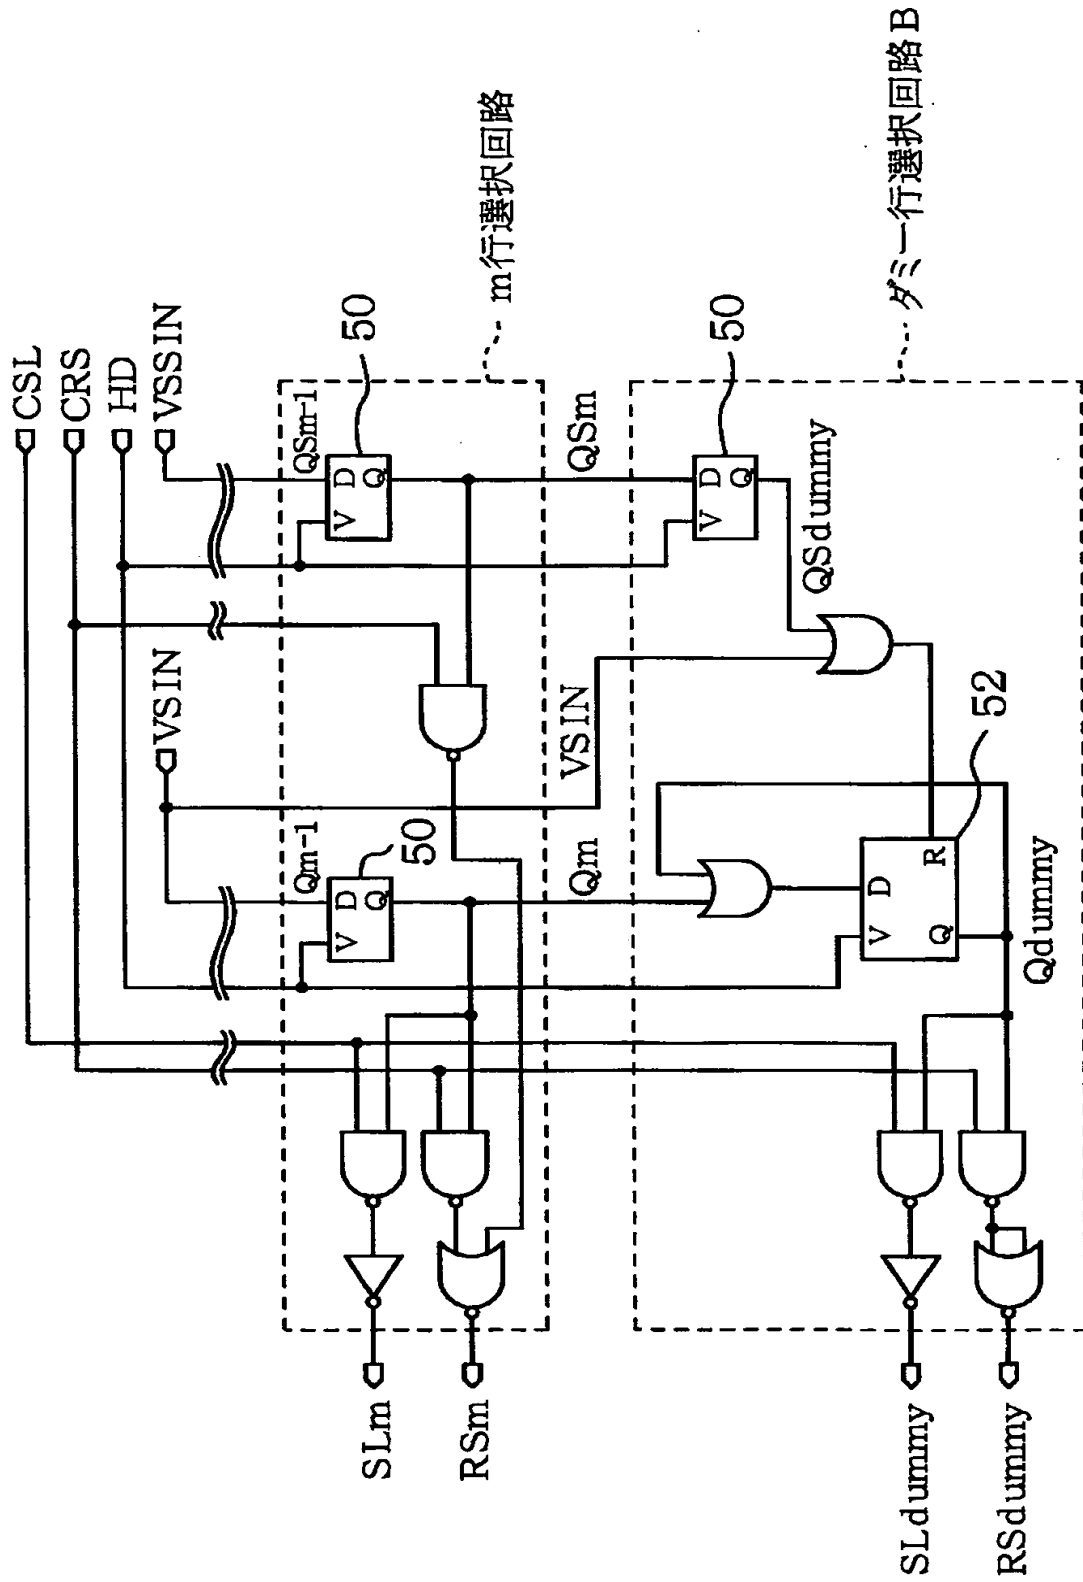 CSL
CRS
HD
VSSIN
VSIN
QSm-1
50
D
V
Q
m行選択回路
Qm-1
50
D
V
Q
QSm
VSIN
Qm
50
D
V
Q
QSdummy
ダミー行選択回路B
52
D
V
R
Q
Qdummy
SLm
RSm
SLdummy
RSdummy